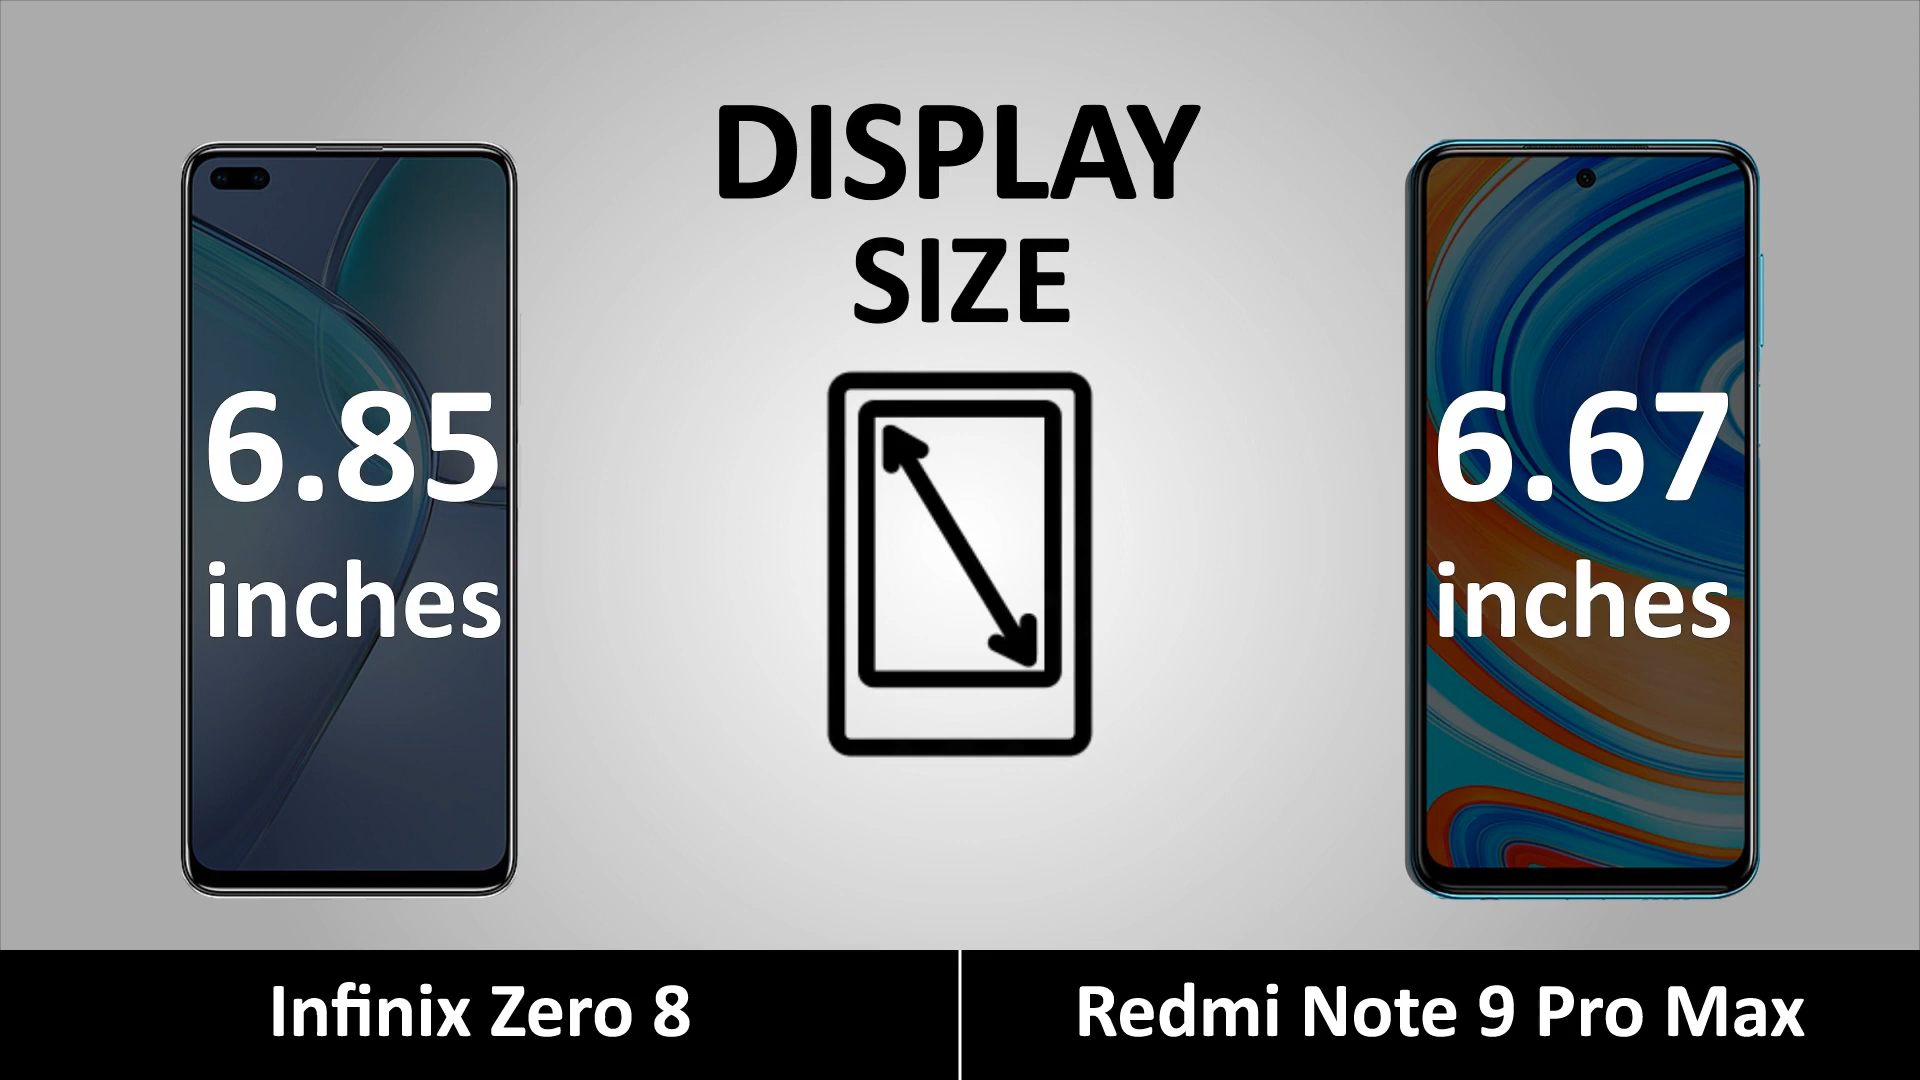 DISPLAY
SIZE
6.85
inches
6.67
inches
Infinix Zero 8
Redmi Note 9 Pro Max